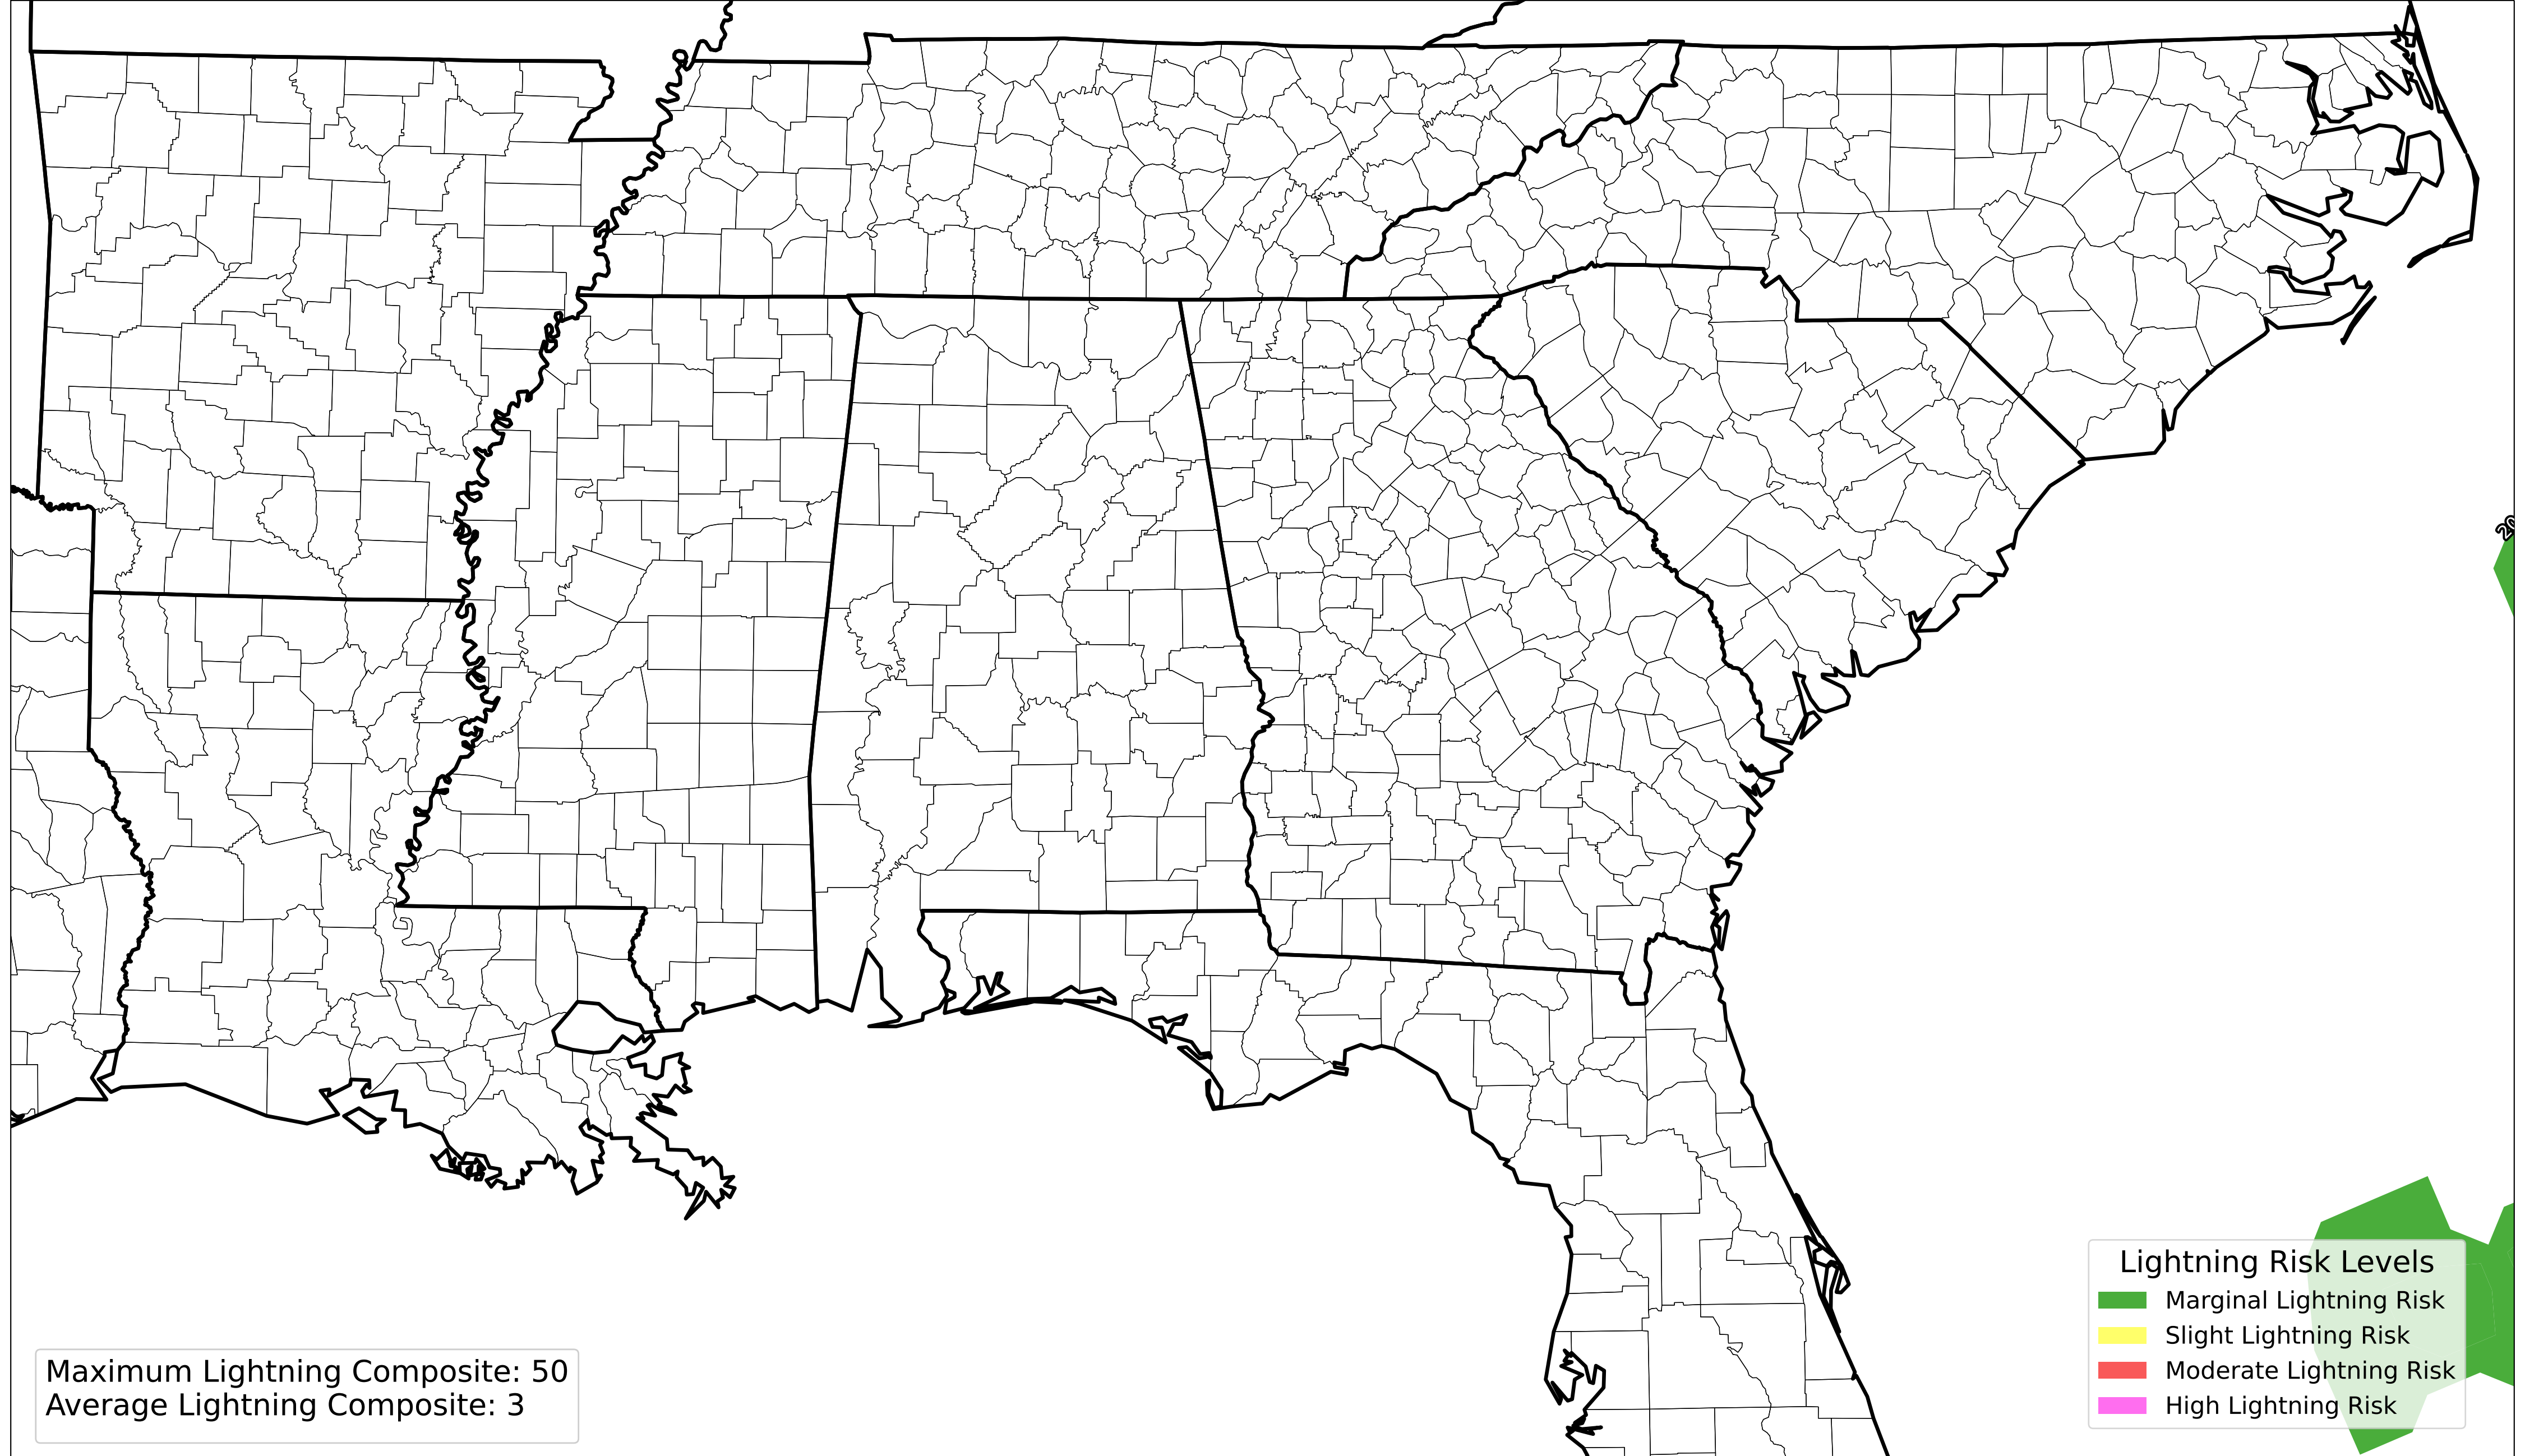 20
Lightning Risk Levels
Marginal Lightning Risk
Slight Lightning Risk
Moderate Lightning Risk
High Lightning Risk
Maximum Lightning Composite: 50
Average Lightning Composite: 3